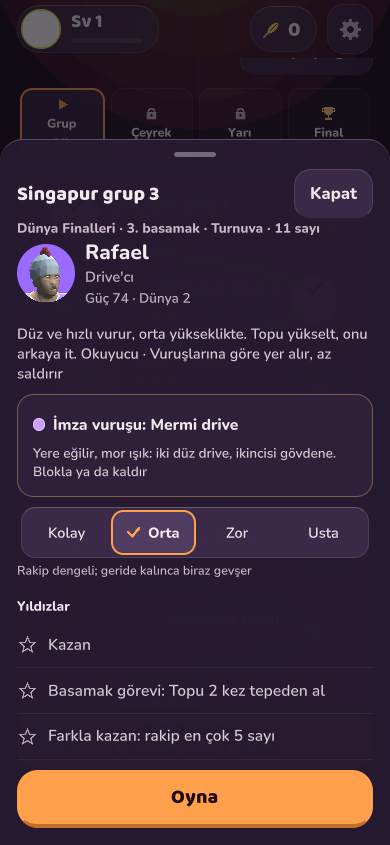 Sv 1
0
Grup
Çeyrek
Yarı
Final
Singapur grup 3
Kapat
Dünya Finalleri · 3. basamak · Turnuva · 11 sayı
Rafael
Drive'cı
Güç 74 · Dünya 2
Düz ve hızlı vurur, orta yükseklikte. Topu yükselt, onu
arkaya it. Okuyucu · Vuruşlarına göre yer alır, az
saldırır
İmza vuruşu: Mermi drive
Yere eğilir, mor ışık: iki düz drive, ikincisi gövdene.
Blokla ya da kaldır
Kolay
Orta
Zor
Usta
Rakip dengeli; geride kalınca biraz gevşer
Yıldızlar
Kazan
Basamak görevi: Topu 2 kez tepeden al
Farkla kazan: rakip en çok 5 sayı
Oyna